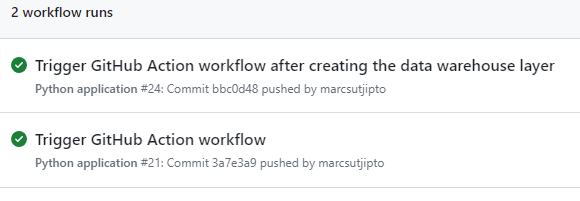 2 workflow runs
Trigger GitHub Action workflow after creating the data warehouse layer
Python application #24: Commit bbc0d48 pushed by marcsutjipto
Trigger GitHub Action workflow
Python application #21: Commit 3a7e3a9 pushed by marcsutjipto